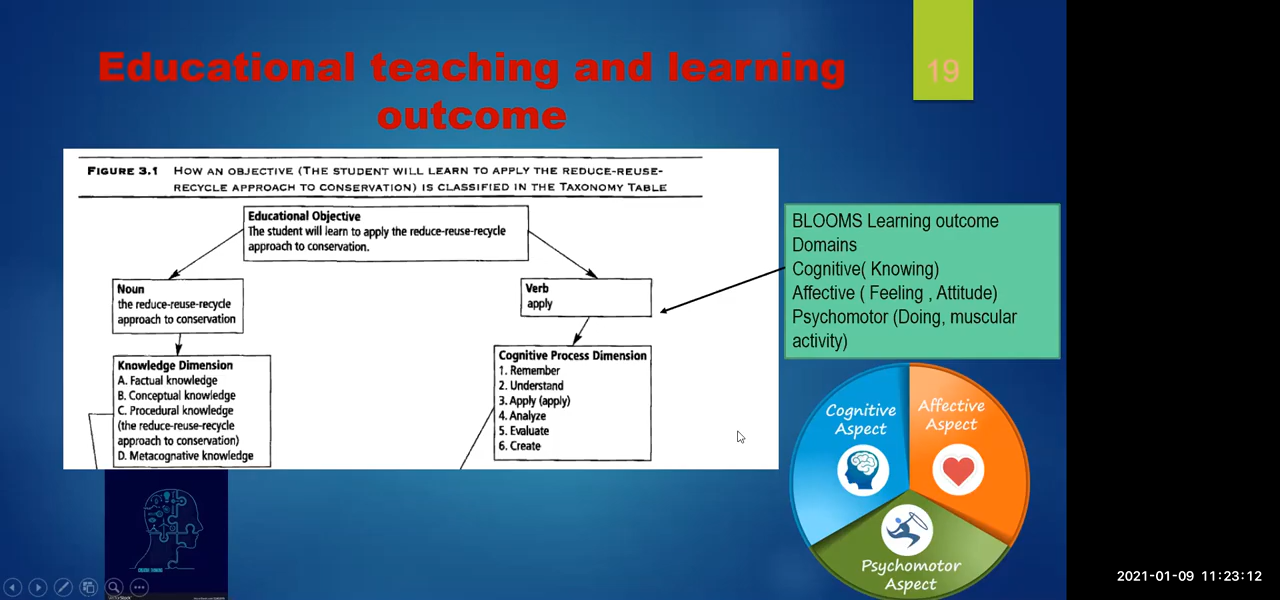 Educational teaching and learning
outcome
19
FIGURE 3.1 HOW AN OBJECTIVE (THE STUDENT WILL LEARN TO APPLY THE REDUCE-REUSE-
RECYCLE APPROACH TO CONSERVATION) IS CLASSIFIED IN THE TAXONOMY TABLE
Educational Objective
The student will learn to apply the reduce-reuse-recycle
approach to conservation.
Noun
the reduce-reuse-recycle
approach to conservation
Verb
apply
Knowledge Dimension
A. Factual knowledge
B. Conceptual knowledge
C. Procedural knowledge
(the reduce-reuse-recycle
approach to conservation)
D. Metacognative knowledge
Cognitive Process Dimension
1. Remember
2. Understand
3. Apply (apply)
4. Analyze
5. Evaluate
6. Create
BLOOMS Learning outcome
Domains
Cognitive( Knowing)
Affective ( Feeling , Attitude)
Psychomotor (Doing, muscular
activity)
Cognitive
Aspect
Affective
Aspect
Psychomotor
Aspect
2021-01-09 11:23:12